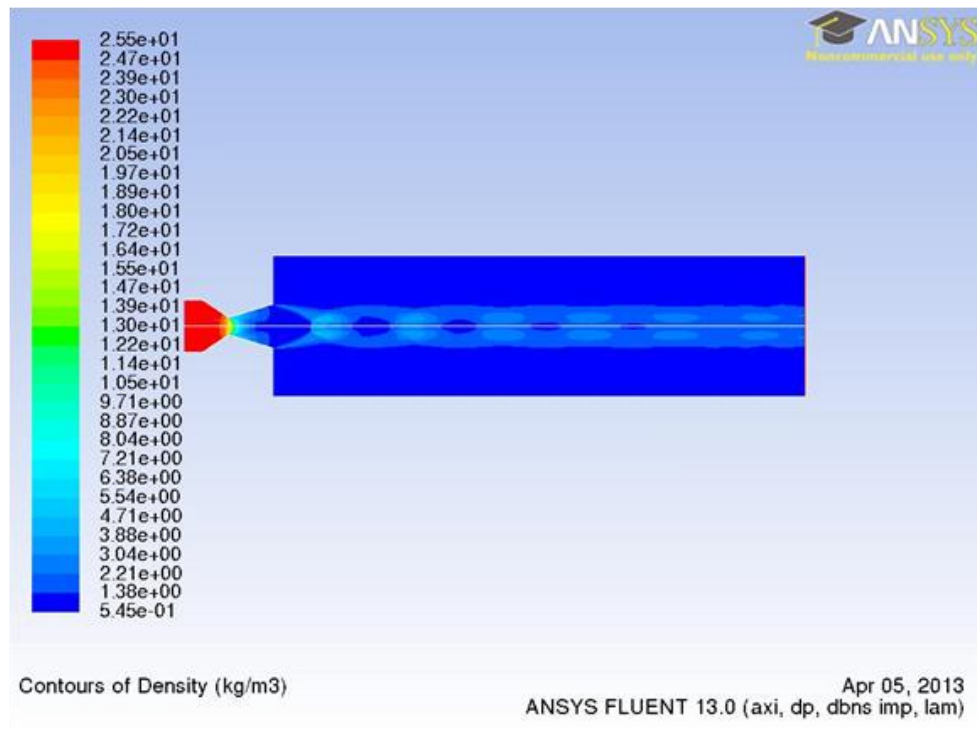 ANSYS
Noncommercial use only
2.55e+01
2.47e+01
2.39e+01
2.30e+01
2.22e+01
2.14e+01
2.05e+01
1.97e+01
1.89e+01
1.80e+01
1.72e+01
1.64e+01
1.55e+01
1.47e+01
1.39e+01
1.30e+01
1.22e+01
1.14e+01
1.05e+01
9.71e+00
8.87e+00
8.04e+00
7.21e+00
6.38e+00
5.54e+00
4.71e+00
3.88e+00
3.04e+00
2.21e+00
1.38e+00
5.45e-01
Contours of Density (kg/m3)
Apr 05, 2013
ANSYS FLUENT 13.0 (axi, dp, dbns imp, lam)